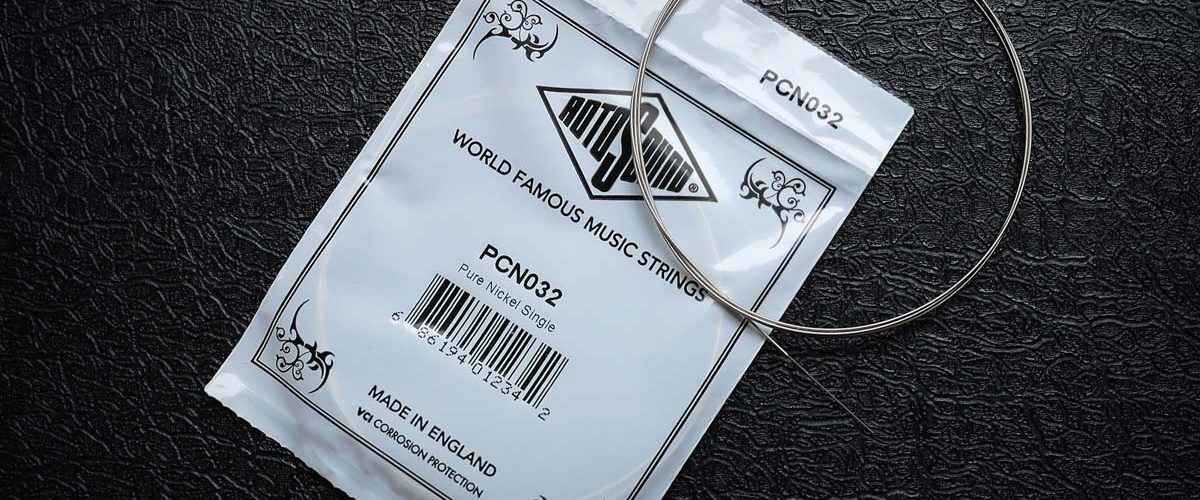 PCN032
ROTOSOUND®
WORLD FAMOUS MUSIC STRINGS
PCN032
Pure Nickel Single
6 86194 01234 2
MADE IN ENGLAND
vci CORROSION PROTECTION